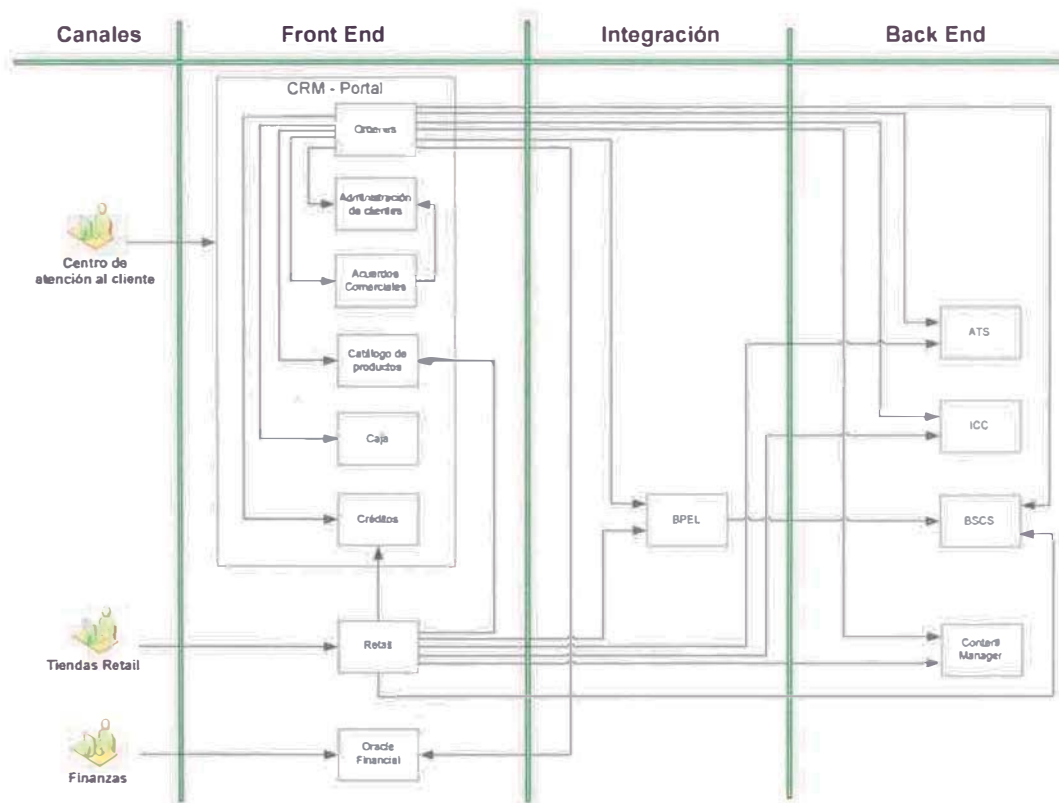 Canales
Front End
Integración
Back End
CRM - Portal
Ordenes
Administración
de clientes
Centro de
atención al cliente
Acuerdos
Comerciales
ATS
Catálogo de
productos
Caja
ICC
Créditos
BPEL
BSCS
Tiendas Retail
Retail
Content
Manager
Finanzas
Oracle
Financial